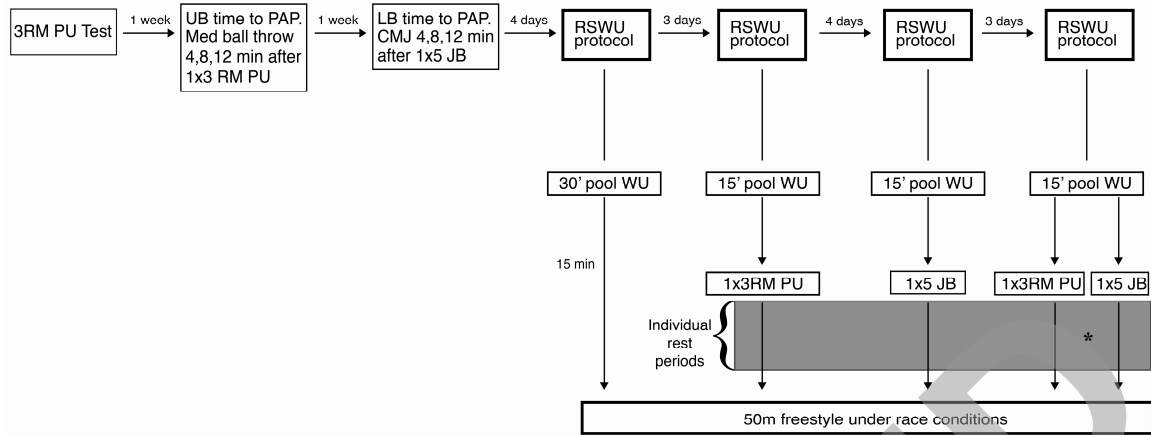 3RM PU Test
1 week
UB time to PAP.
Med ball throw
4,8,12 min after
1x3 RM PU
1 week
LB time to PAP.
CMJ 4,8,12 min
after 1x5 JB
4 days
RSWU
protocol
3 days
RSWU
protocol
4 days
RSWU
protocol
3 days
RSWU
protocol
30' pool WU
15' pool WU
15' pool WU
15' pool WU
15 min
1x3RM PU
1x5 JB
1x3RM PU
1x5 JB
Individual
rest
periods
*
50m freestyle under race conditions